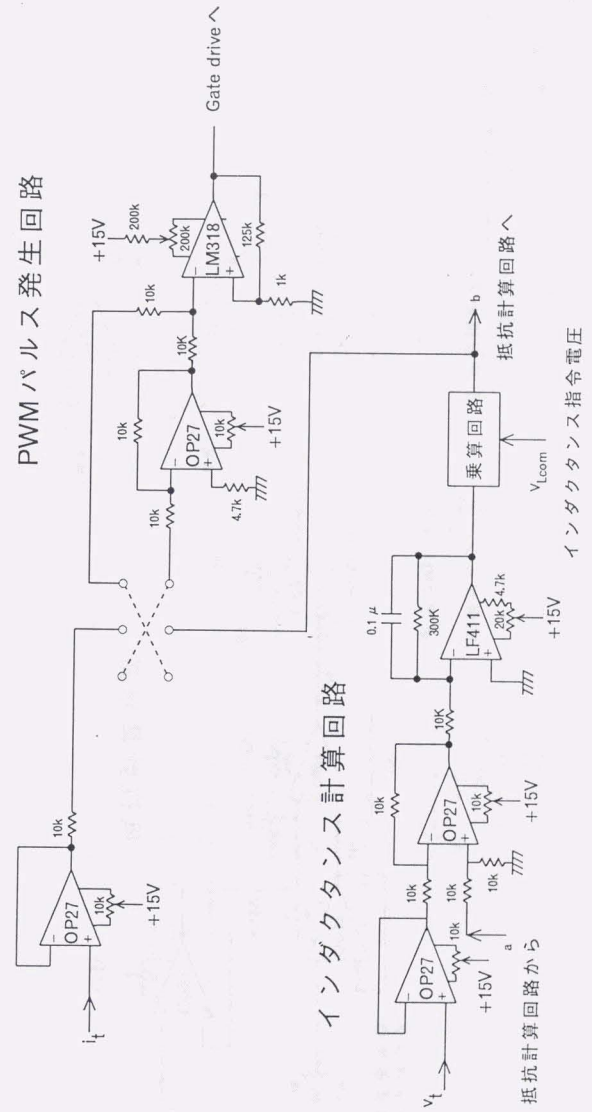 PWMパルス発生回路
i_t
OP27
10k
+15V
10k
10k
10k
OP27
10k
+15V
4.7k
10K
10k
+15V
200k
200k
LM318
125k
1k
Gate driveへ
インダクタンス計算回路
v_t
OP27
10k
+15V
a
抵抗計算回路から
10k
10k
10k
10k
OP27
10k
+15V
10K
0.1μ
300K
LF411
20k
4.7k
+15V
乗算回路
v_Lcom
インダクタンス指令電圧
b
抵抗計算回路へ